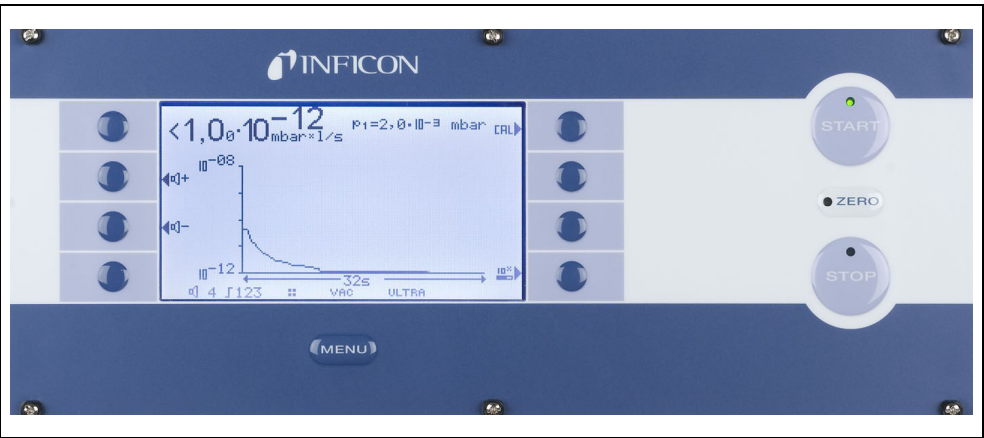 INFICON
<1,0₀·10⁻¹² mbar×l/s p1=2,0·10⁻³ mbar CAL
START
10⁻⁰⁸
+
ZERO
-
10⁻¹² 32s 10ˣ
STOP
4 ʃ123 VAC ULTRA
MENU